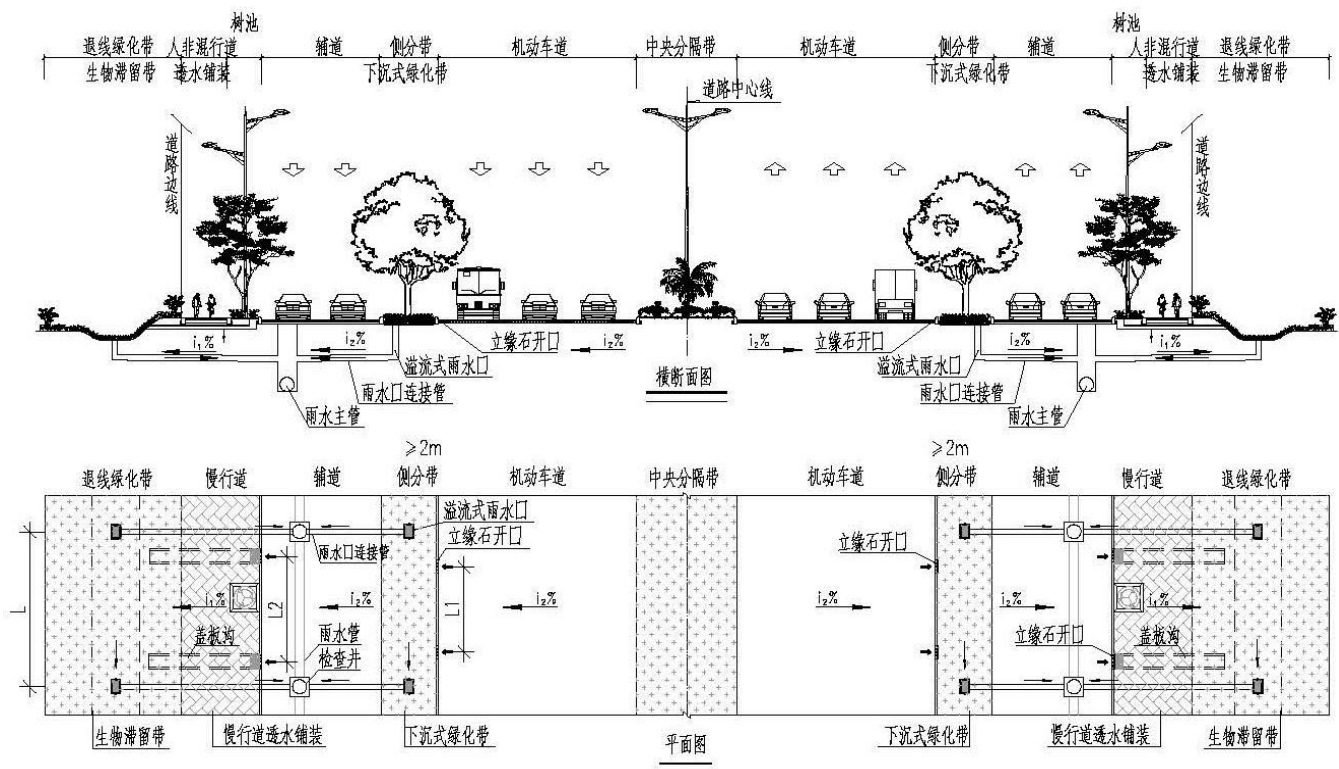 树池 树池
退线绿化带 人非混行道 辅道 侧分带 机动车道 中央分隔带 机动车道 侧分带 辅道 人非混行道 退线绿化带
生物滞留带 透水铺装 下沉式绿化带 下沉式绿化带 透水铺装 生物滞留带
道路中心线
道路边线 道路边线
i₁% i₂% 立缘石开口 i₂% i₂% 立缘石开口 i₂% i₁%
溢流式雨水口 横断面图 溢流式雨水口
雨水口连接管 雨水口连接管
雨水主管 雨水主管
≥2m ≥2m
退线绿化带 慢行道 辅道 侧分带 机动车道 中央分隔带 机动车道 侧分带 辅道 慢行道 退线绿化带
溢流式雨水口
雨水口连接管 立缘石开口 立缘石开口
L i₁% L2 i₂% L1 i₂% i₂% i₂% i₁%
盖板沟 雨水管 立缘石开口 盖板沟
检查井
生物滞留带 慢行道透水铺装 下沉式绿化带 平面图 下沉式绿化带 慢行道透水铺装 生物滞留带